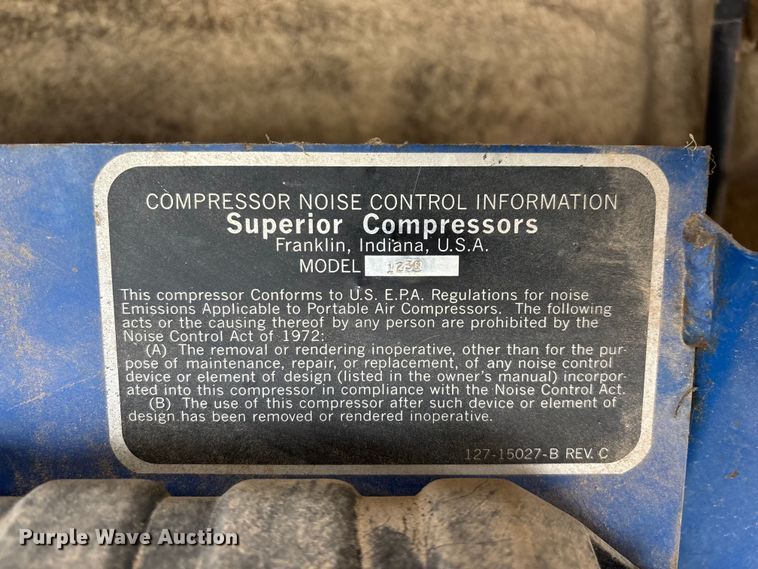 COMPRESSOR NOISE CONTROL INFORMATION
Superior Compressors
Franklin, Indiana, U.S.A.
MODEL
This compressor Conforms to U.S. E.P.A. Regulations for noise
Emissions Applicable to Portable Air Compressors. The following
acts or the causing thereof by any person are prohibited by the
Noise Control Act of 1972:
(A) The removal or rendering inoperative, other than for the pur-
pose of maintenance, repair, or replacement, of any noise control
device or element of design (listed in the owner's manual) incorpor-
ated into this compressor in compliance with the Noise Control Act.
(B) The use of this compressor after such device or element of
design has been removed or rendered inoperative.
127-15027-B REV. C
Purple Wave Auction